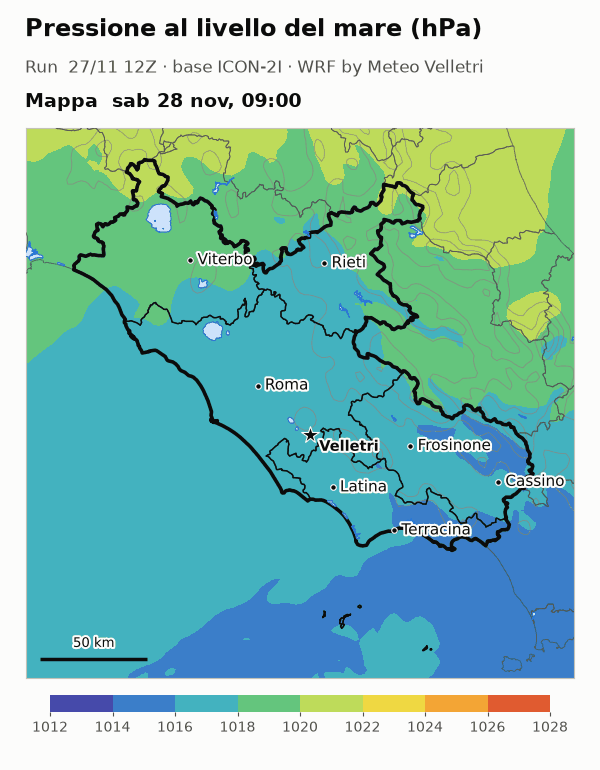 Pressione al livello del mare (hPa)
Run  27/11 12Z · base ICON-2I · WRF by Meteo Velletri
Mappa  sab 28 nov, 09:00
Viterbo
Rieti
Roma
Velletri
Frosinone
Cassino
Latina
Terracina
50 km
1012 1014 1016 1018 1020 1022 1024 1026 1028